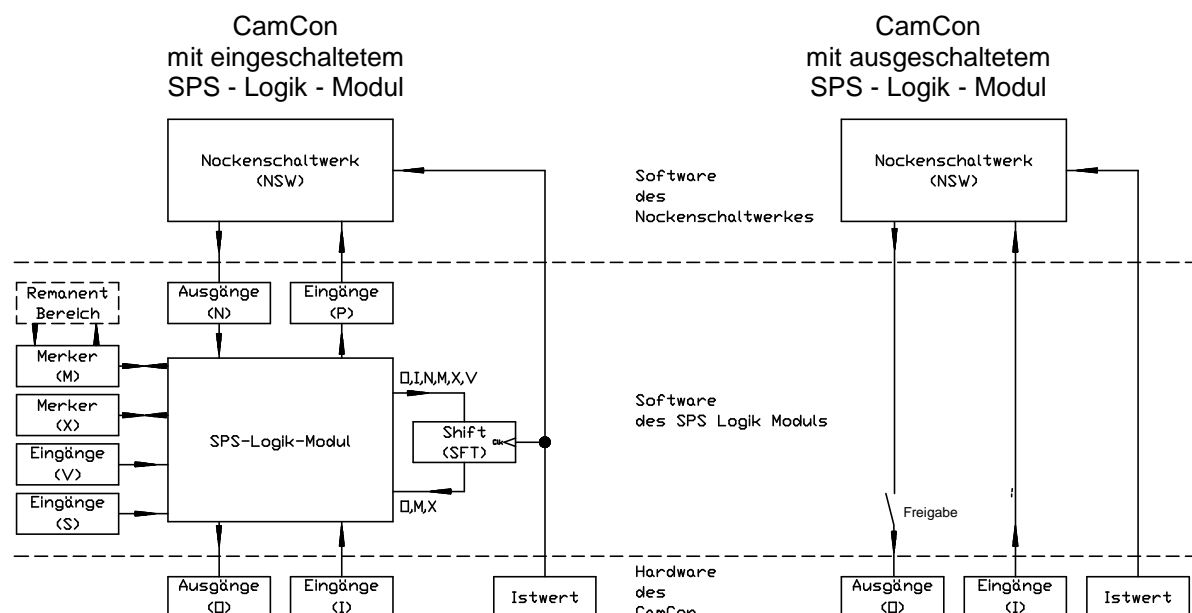 CamCon
mit eingeschaltetem
SPS - Logik - Modul
CamCon
mit ausgeschaltetem
SPS - Logik - Modul
Nockenschaltwerk
(NSW)
Software
des
Nockenschaltwerkes
Nockenschaltwerk
(NSW)
Remanent
Bereich
Ausgänge
(N)
Eingänge
(P)
Merker
(M)
Merker
(X)
Eingänge
(V)
Eingänge
(S)
SPS-Logik-Modul
O,I,N,M,X,V
Shift
(SFT)
Clk
O,M,X
Software
des SPS Logik Moduls
Freigabe
Ausgänge
(O)
Eingänge
(I)
Istwert
Hardware
des
CamCon
Ausgänge
(O)
Eingänge
(I)
Istwert